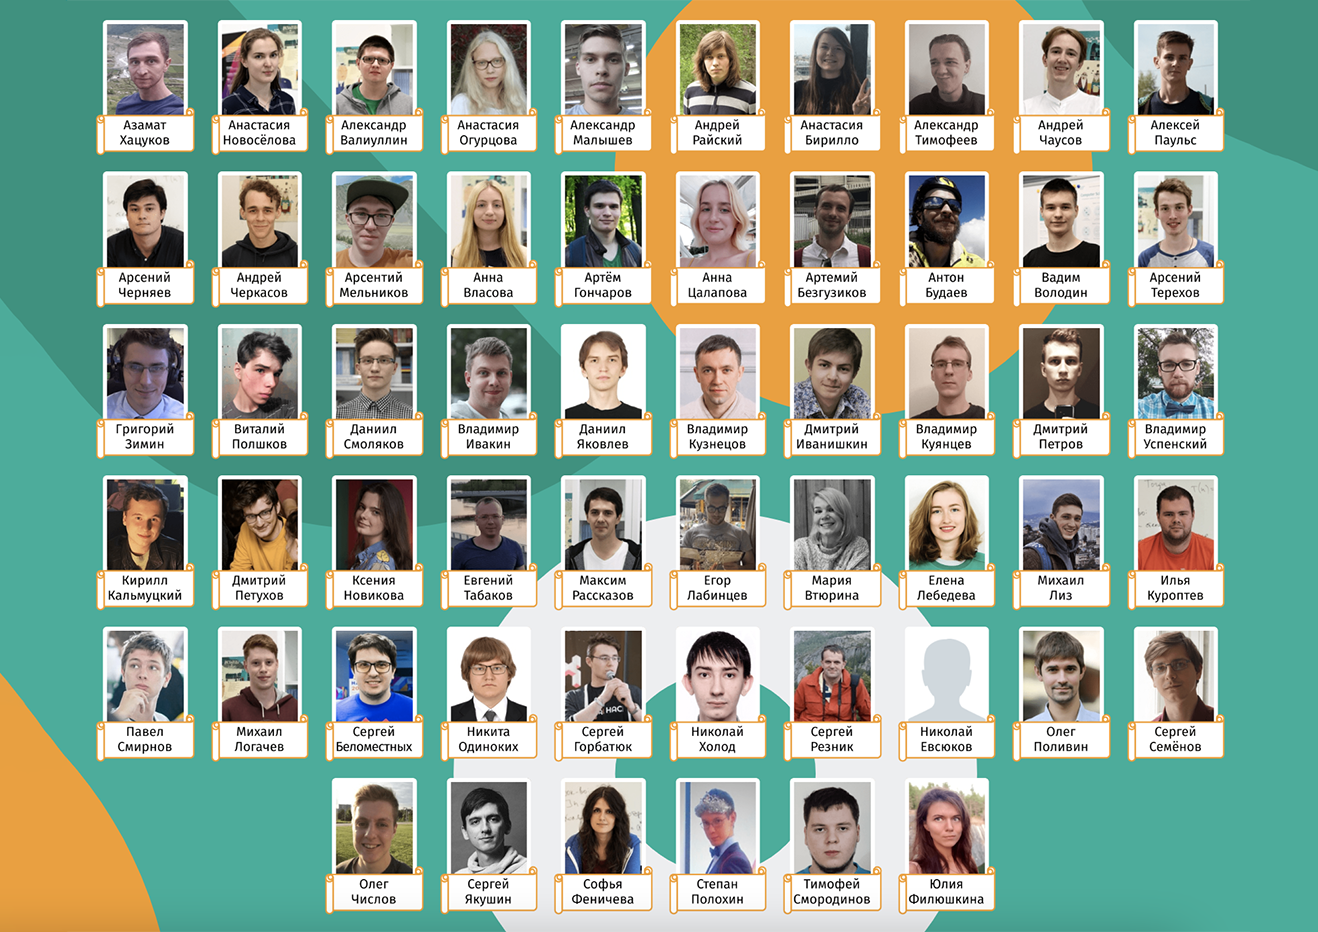 Азамат
Хацуков
Анастасия
Новосёлова
Александр
Валиуллин
Анастасия
Огурцова
Александр
Малышев
Андрей
Райский
Анастасия
Бирилло
Александр
Тимофеев
Андрей
Чаусов
Алексей
Паульс
Арсений
Черняев
Андрей
Черкасов
Арсентий
Мельников
Анна
Власова
Артём
Гончаров
Анна
Цалапова
Артемий
Безгузиков
Антон
Будаев
Вадим
Володин
Арсений
Терехов
Григорий
Зимин
Виталий
Полшков
Даниил
Смоляков
Владимир
Ивакин
Даниил
Яковлев
Владимир
Кузнецов
Дмитрий
Иванишкин
Владимир
Куянцев
Дмитрий
Петров
Владимир
Успенский
Кирилл
Кальмуцкий
Дмитрий
Петухов
Ксения
Новикова
Евгений
Табаков
Максим
Рассказов
Егор
Лабинцев
Мария
Втюрина
Елена
Лебедева
Михаил
Лиз
Илья
Куроптев
Павел
Смирнов
Михаил
Логачев
Сергей
Беломестных
Никита
Одиноких
Сергей
Горбатюк
Николай
Холод
Сергей
Резник
Николай
Евсюков
Олег
Поливин
Сергей
Семёнов
Олег
Числов
Сергей
Якушин
Софья
Феничева
Степан
Полохин
Тимофей
Смородинов
Юлия
Филюшкина